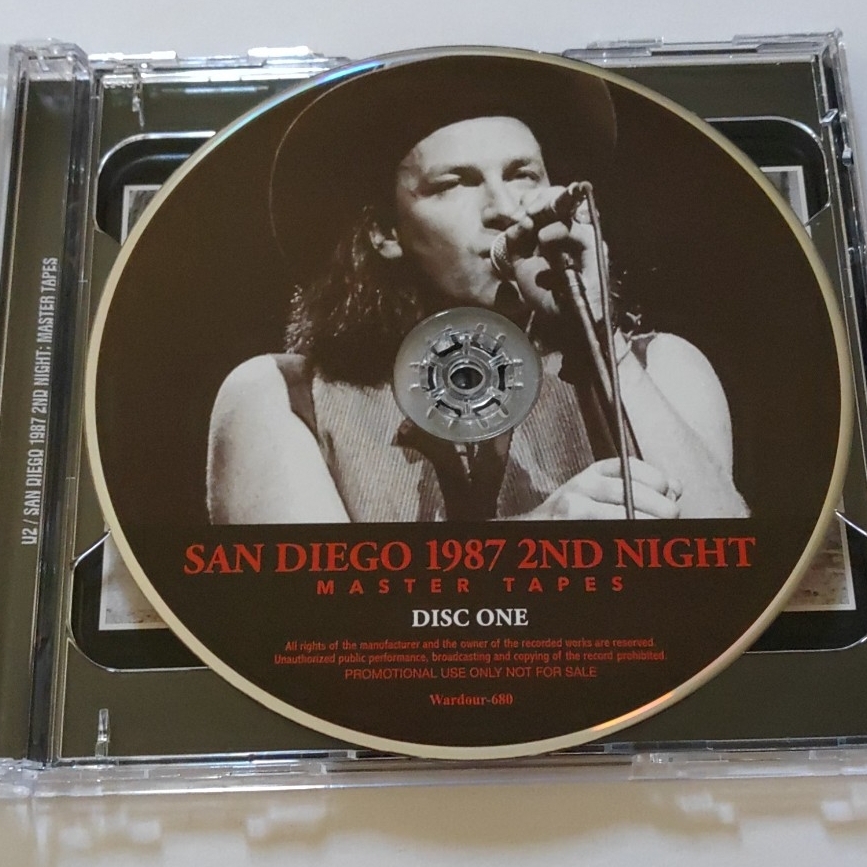 U2 / SAN DIEGO 1987 2ND NIGHT: MASTER TAPES
SAN DIEGO 1987 2ND NIGHT
MASTER TAPES
DISC ONE
All rights of the manufacturer and the owner of the recorded works are reserved.
Unauthorized public performance, broadcasting and copying of the record prohibited.
PROMOTIONAL USE ONLY NOT FOR SALE
Wardour-680